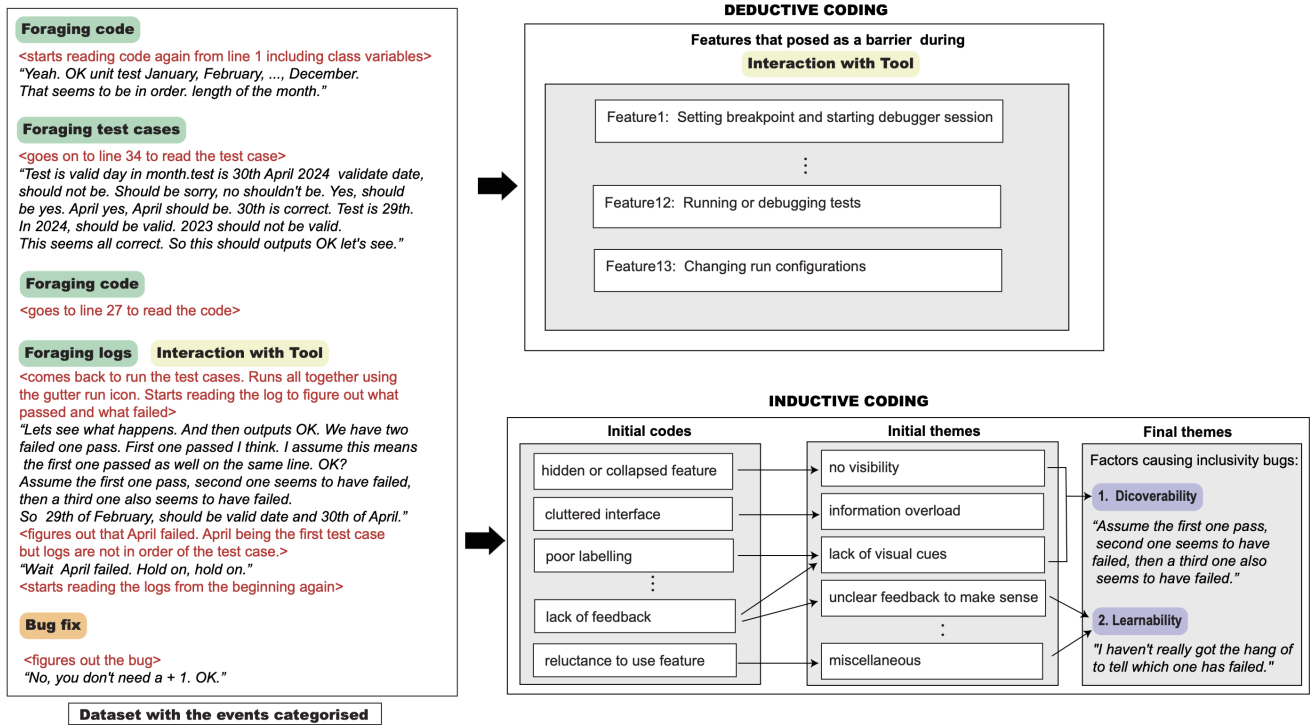 Foraging code
<starts reading code again from line 1 including class variables>
“Yeah. OK unit test January, February, ..., December.
That seems to be in order. length of the month.”
Foraging test cases
<goes on to line 34 to read the test case>
“Test is valid day in month.test is 30th April 2024 validate date,
should not be. Should be sorry, no shouldn't be. Yes, should
be yes. April yes, April should be. 30th is correct. Test is 29th.
In 2024, should be valid. 2023 should not be valid.
This seems all correct. So this should outputs OK let's see.”
Foraging code
<goes to line 27 to read the code>
Foraging logs Interaction with Tool
<comes back to run the test cases. Runs all together using
the gutter run icon. Starts reading the log to figure out what
passed and what failed>
“Lets see what happens. And then outputs OK. We have two
failed one pass. First one passed I think. I assume this means
the first one passed as well on the same line. OK?
Assume the first one pass, second one seems to have failed,
then a third one also seems to have failed.
So 29th of February, should be valid date and 30th of April.”
<figures out that April failed. April being the first test case
but logs are not in order of the test case.>
“Wait April failed. Hold on, hold on.”
<starts reading the logs from the beginning again>
Bug fix
<figures out the bug>
“No, you don't need a + 1. OK.”
Dataset with the events categorised
DEDUCTIVE CODING
Features that posed as a barrier during
Interaction with Tool
Feature1: Setting breakpoint and starting debugger session
⋮
Feature12: Running or debugging tests
Feature13: Changing run configurations
INDUCTIVE CODING
Initial codes
hidden or collapsed feature
cluttered interface
poor labelling
⋮
lack of feedback
reluctance to use feature
Initial themes
no visibility
information overload
lack of visual cues
unclear feedback to make sense
⋮
miscellaneous
Final themes
Factors causing inclusivity bugs:
1. Dicoverability
“Assume the first one pass,
second one seems to have
failed, then a third one also
seems to have failed.”
2. Learnability
"I haven't really got the hang of
to tell which one has failed."